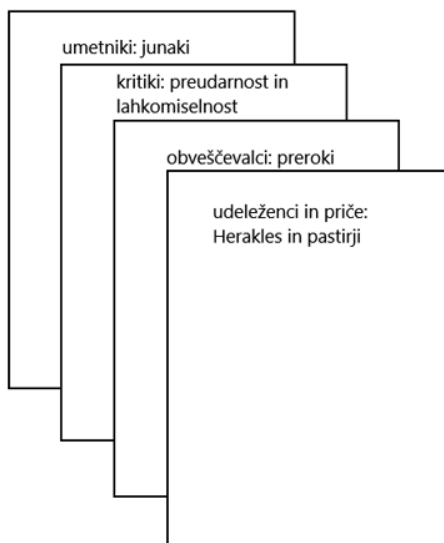 umetniki: junaki
kritiki: preudarnost in
lahkomiselnost
obveščevalci: preroki
udeleženci in priče:
Herakles in pastirji